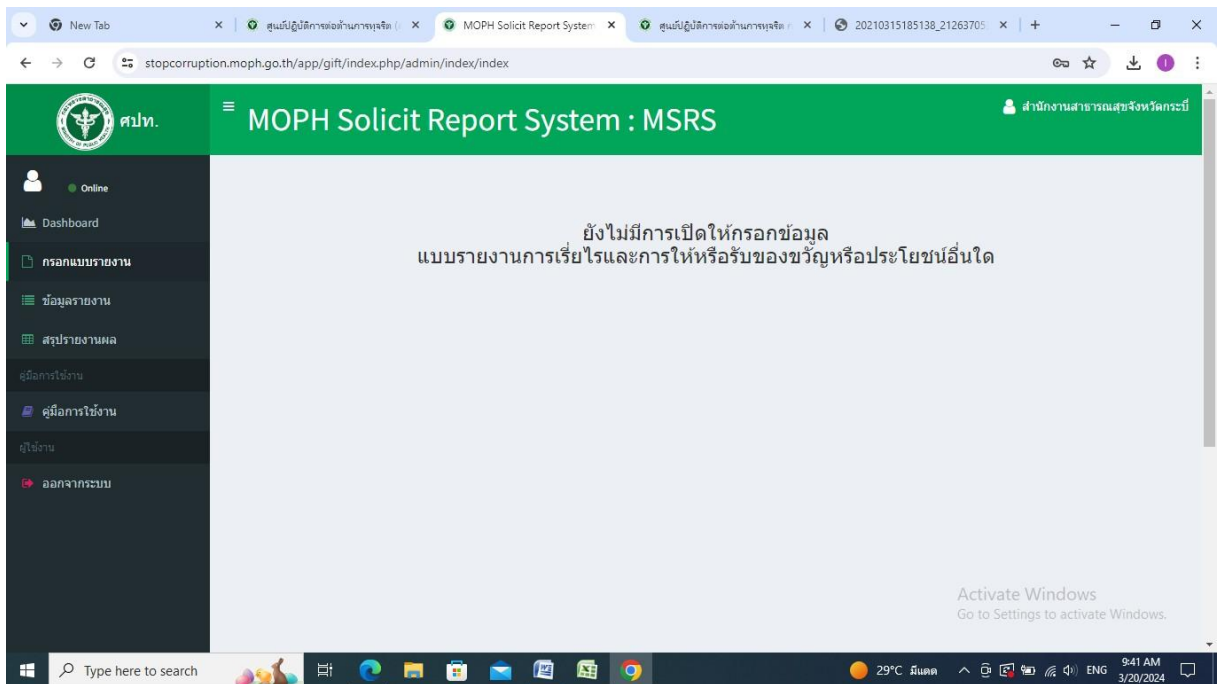 New Tab
ศูนย์ปฏิบัติการต่อต้านการทุจริต (
MOPH Solicit Report System
ศูนย์ปฏิบัติการต่อต้านการทุจริต
20210315185138_21263705
stopcorruption.moph.go.th/app/gift/index.php/admin/index/index
ศปท.
MOPH Solicit Report System : MSRS
สำนักงานสาธารณสุขจังหวัดกระบี่
Online
Dashboard
กรอกแบบรายงาน
ข้อมูลรายงาน
สรุปรายงานผล
คู่มือการใช้งาน
คู่มือการใช้งาน
ผู้ใช้งาน
ออกจากระบบ
ยังไม่มีการเปิดให้กรอกข้อมูล
แบบรายงานการเรี่ยไรและการให้หรือรับของขวัญหรือประโยชน์อื่นใด
Activate Windows
Go to Settings to activate Windows.
Type here to search
29°C มีแดด
ENG
9:41 AM
3/20/2024